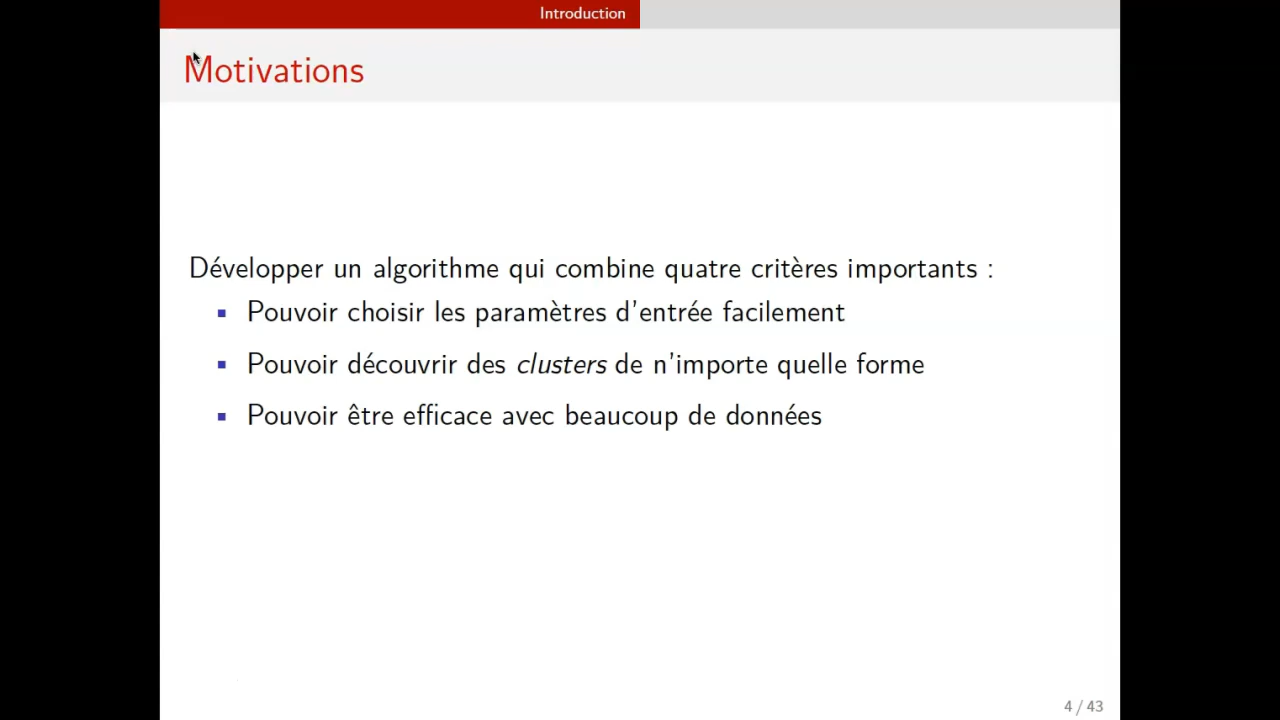 Introduction
Motivations
Développer un algorithme qui combine quatre critères importants :
Pouvoir choisir les paramètres d'entrée facilement
Pouvoir découvrir des clusters de n'importe quelle forme
Pouvoir être efficace avec beaucoup de données
4 / 43